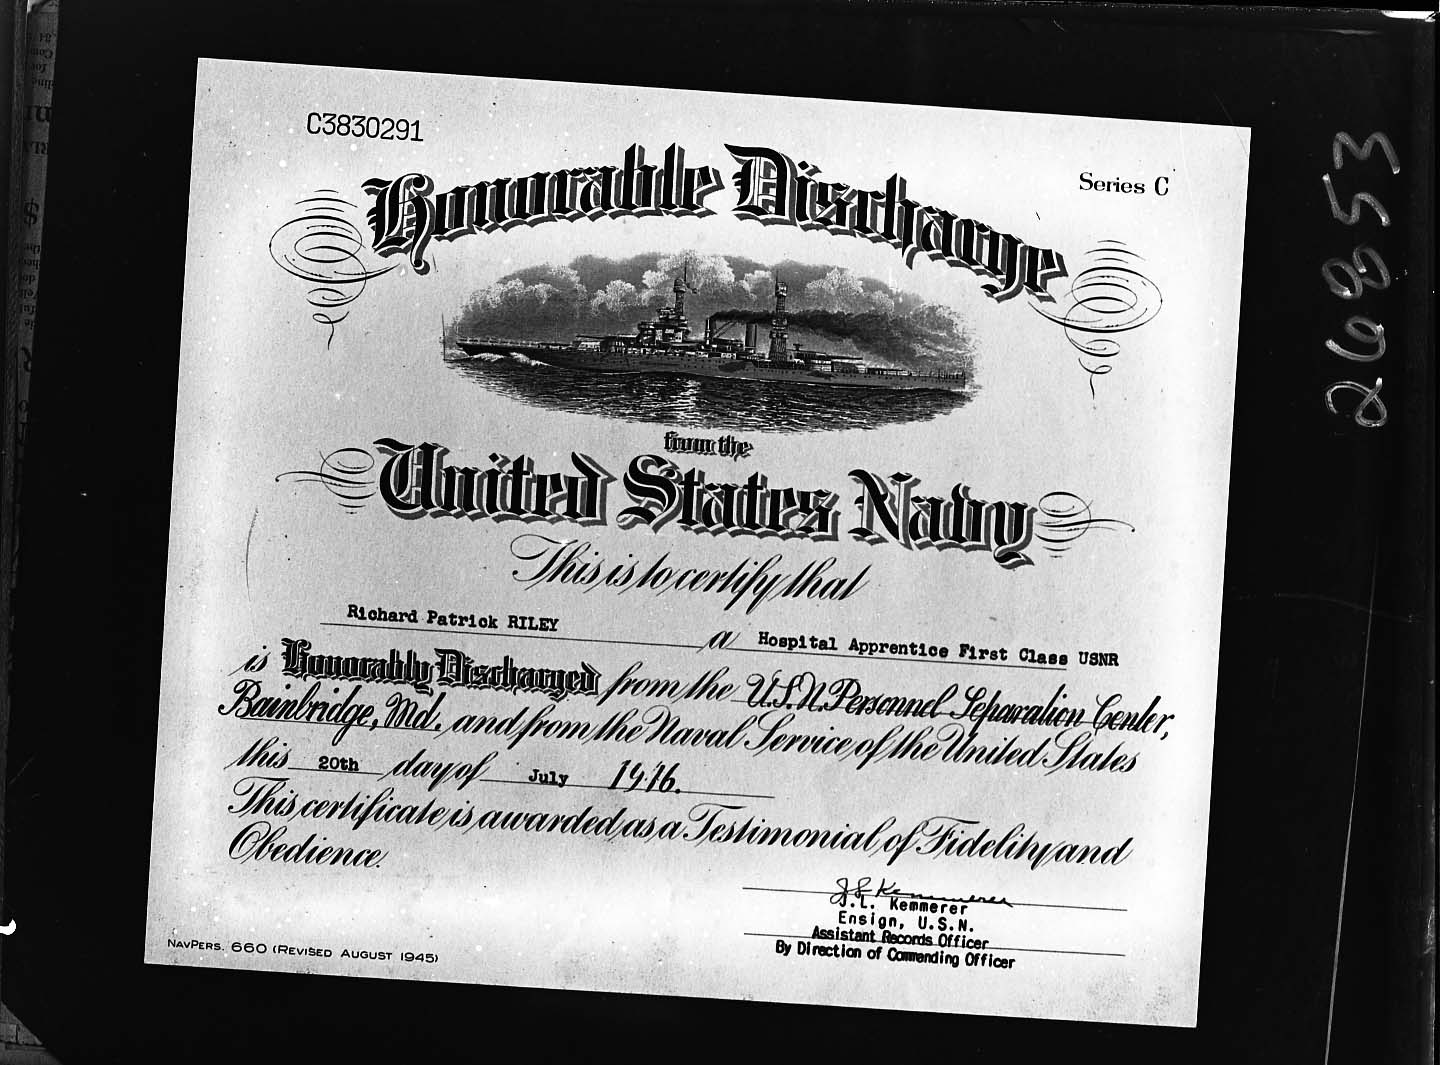 C3830291
Series C
Honorable Discharge
from the
United States Navy
This is to certify that
Richard Patrick RILEY a Hospital Apprentice First Class USNR
is Honorably Discharged from the U.S.N. Personnel Separation Center,
Bainbridge, Md. and from the Naval Service of the United States
this 20th day of July 1946.
This certificate is awarded as a Testimonial of Fidelity and
Obedience.
J L Kemmerer
J.L. Kemmerer
Ensign, U.S.N.
Assistant Records Officer
By Direction of Commanding Officer
NAVPERS. 660 (REVISED AUGUST 1945)
26853